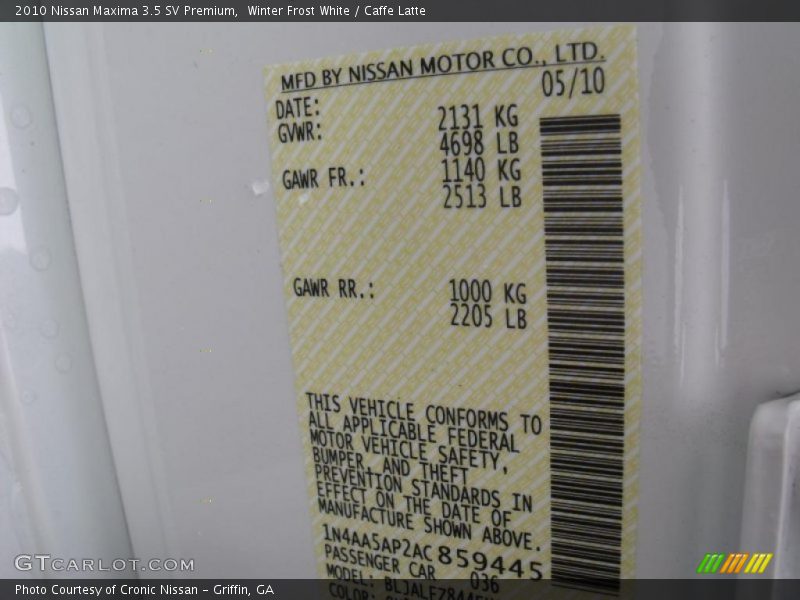 2010 Nissan Maxima 3.5 SV Premium,  Winter Frost White / Caffe Latte
MFD BY NISSAN MOTOR CO., LTD.
DATE: 05/10
GVWR: 2131 KG
4698 LB
GAWR FR.: 1140 KG
2513 LB
GAWR RR.: 1000 KG
2205 LB
THIS VEHICLE CONFORMS TO
ALL APPLICABLE FEDERAL
MOTOR VEHICLE SAFETY,
BUMPER, AND THEFT
PREVENTION STANDARDS IN
EFFECT ON THE DATE OF
MANUFACTURE SHOWN ABOVE.
1N4AA5AP2AC859445
PASSENGER CAR 036
MODEL:
COLOR:
GTCARLOT.COM
Photo Courtesy of Cronic Nissan – Griffin, GA